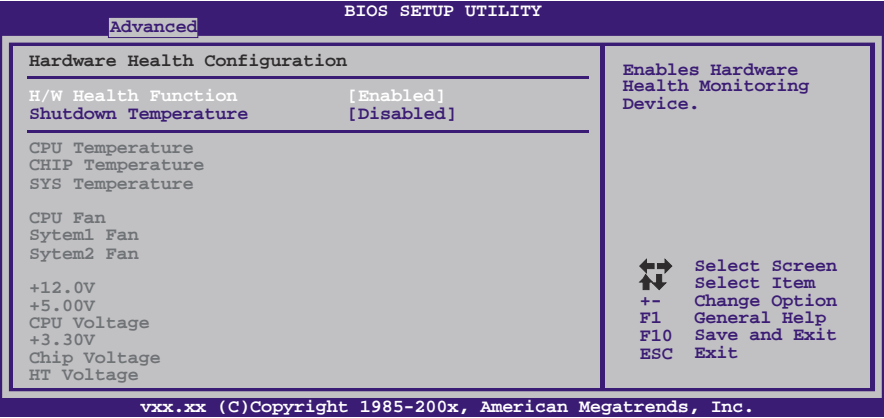 BIOS SETUP UTILITY
Advanced
Hardware Health Configuration
H/W Health Function [Enabled]
Shutdown Temperature [Disabled]
CPU Temperature
CHIP Temperature
SYS Temperature
CPU Fan
Sytem1 Fan
Sytem2 Fan
+12.0V
+5.00V
CPU Voltage
+3.30V
Chip Voltage
HT Voltage
Enables Hardware
Health Monitoring
Device.
Select Screen
Select Item
+- Change Option
F1 General Help
F10 Save and Exit
ESC Exit
vxx.xx (C)Copyright 1985-200x, American Megatrends, Inc.